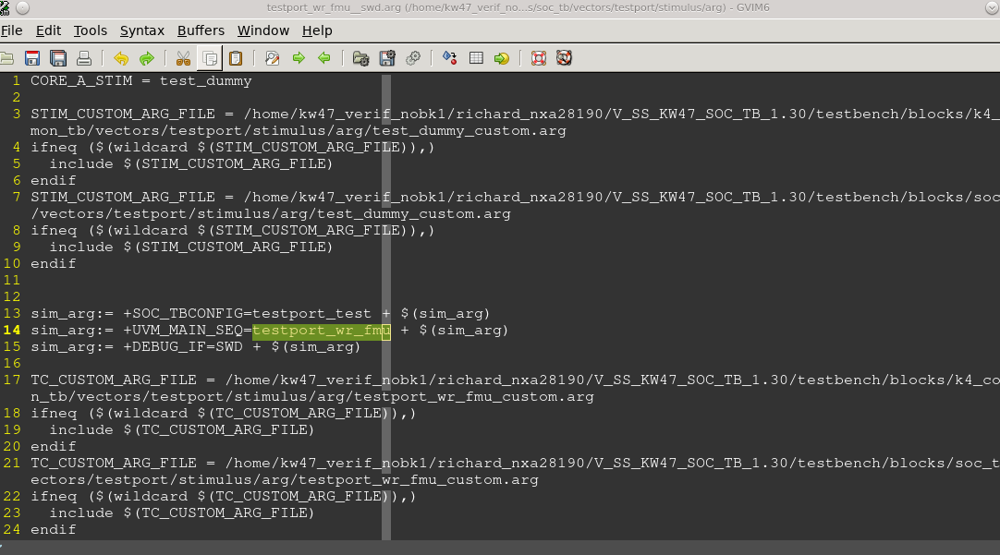 testport_wr_fmu__swd.arg (/home/kw47_verif_no...s/soc_tb/vectors/testport/stimulus/arg) - GVIM6
File Edit Tools Syntax Buffers Window Help
1 CORE_A_STIM = test_dummy
2
3 STIM_CUSTOM_ARG_FILE = /home/kw47_verif_nobk1/richard_nxa28190/V_SS_KW47_SOC_TB_1.30/testbench/blocks/k4_
mon_tb/vectors/testport/stimulus/arg/test_dummy_custom.arg
4 ifneq ($(wildcard $(STIM_CUSTOM_ARG_FILE)),)
5   include $(STIM_CUSTOM_ARG_FILE)
6 endif
7 STIM_CUSTOM_ARG_FILE = /home/kw47_verif_nobk1/richard_nxa28190/V_SS_KW47_SOC_TB_1.30/testbench/blocks/soc
/vectors/testport/stimulus/arg/test_dummy_custom.arg
8 ifneq ($(wildcard $(STIM_CUSTOM_ARG_FILE)),)
9   include $(STIM_CUSTOM_ARG_FILE)
10 endif
11
12
13 sim_arg:= +SOC_TBCONFIG=testport_test + $(sim_arg)
14 sim_arg:= +UVM_MAIN_SEQ=testport_wr_fmu + $(sim_arg)
15 sim_arg:= +DEBUG_IF=SWD + $(sim_arg)
16
17 TC_CUSTOM_ARG_FILE = /home/kw47_verif_nobk1/richard_nxa28190/V_SS_KW47_SOC_TB_1.30/testbench/blocks/k4_co
n_tb/vectors/testport/stimulus/arg/testport_wr_fmu_custom.arg
18 ifneq ($(wildcard $(TC_CUSTOM_ARG_FILE)),)
19   include $(TC_CUSTOM_ARG_FILE)
20 endif
21 TC_CUSTOM_ARG_FILE = /home/kw47_verif_nobk1/richard_nxa28190/V_SS_KW47_SOC_TB_1.30/testbench/blocks/soc_t
ectors/testport/stimulus/arg/testport_wr_fmu_custom.arg
22 ifneq ($(wildcard $(TC_CUSTOM_ARG_FILE)),)
23   include $(TC_CUSTOM_ARG_FILE)
24 endif